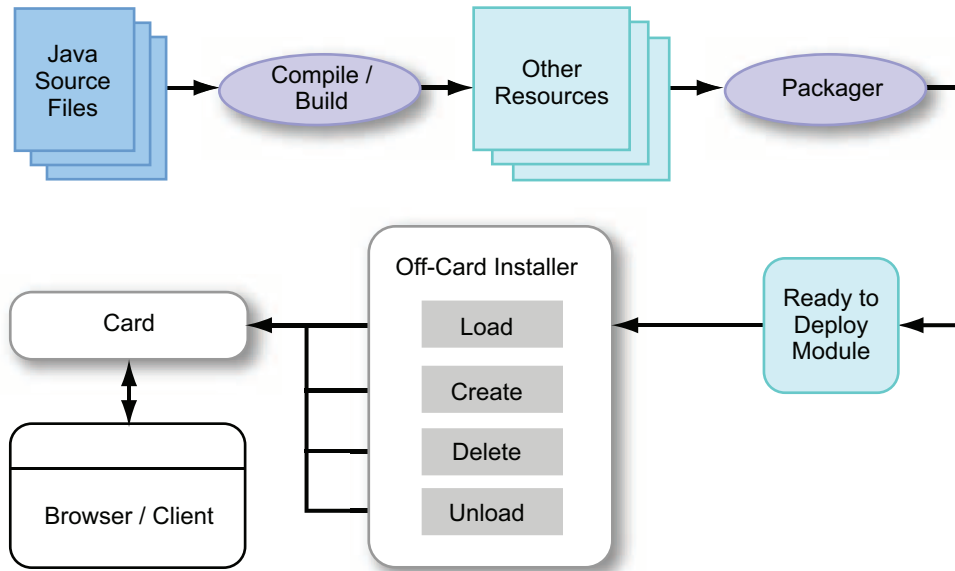 Java
Source
Files
Compile /
Build
Other
Resources
Packager
Off-Card Installer
Load
Create
Delete
Unload
Ready to
Deploy
Module
Card
Browser / Client